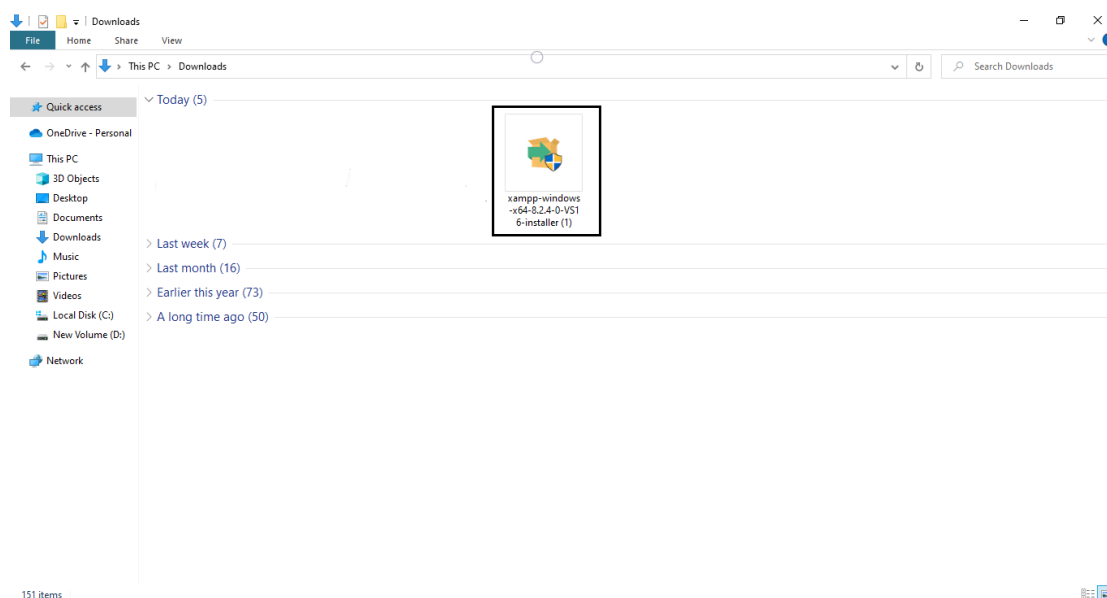 Downloads
File Home Share View
This PC > Downloads
Search Downloads
Quick access
OneDrive - Personal
This PC
3D Objects
Desktop
Documents
Downloads
Music
Pictures
Videos
Local Disk (C:)
New Volume (D:)
Network
Today (5)
xampp-windows
-x64-8.2.4-0-VS1
6-installer (1)
Last week (7)
Last month (16)
Earlier this year (73)
A long time ago (50)
151 items